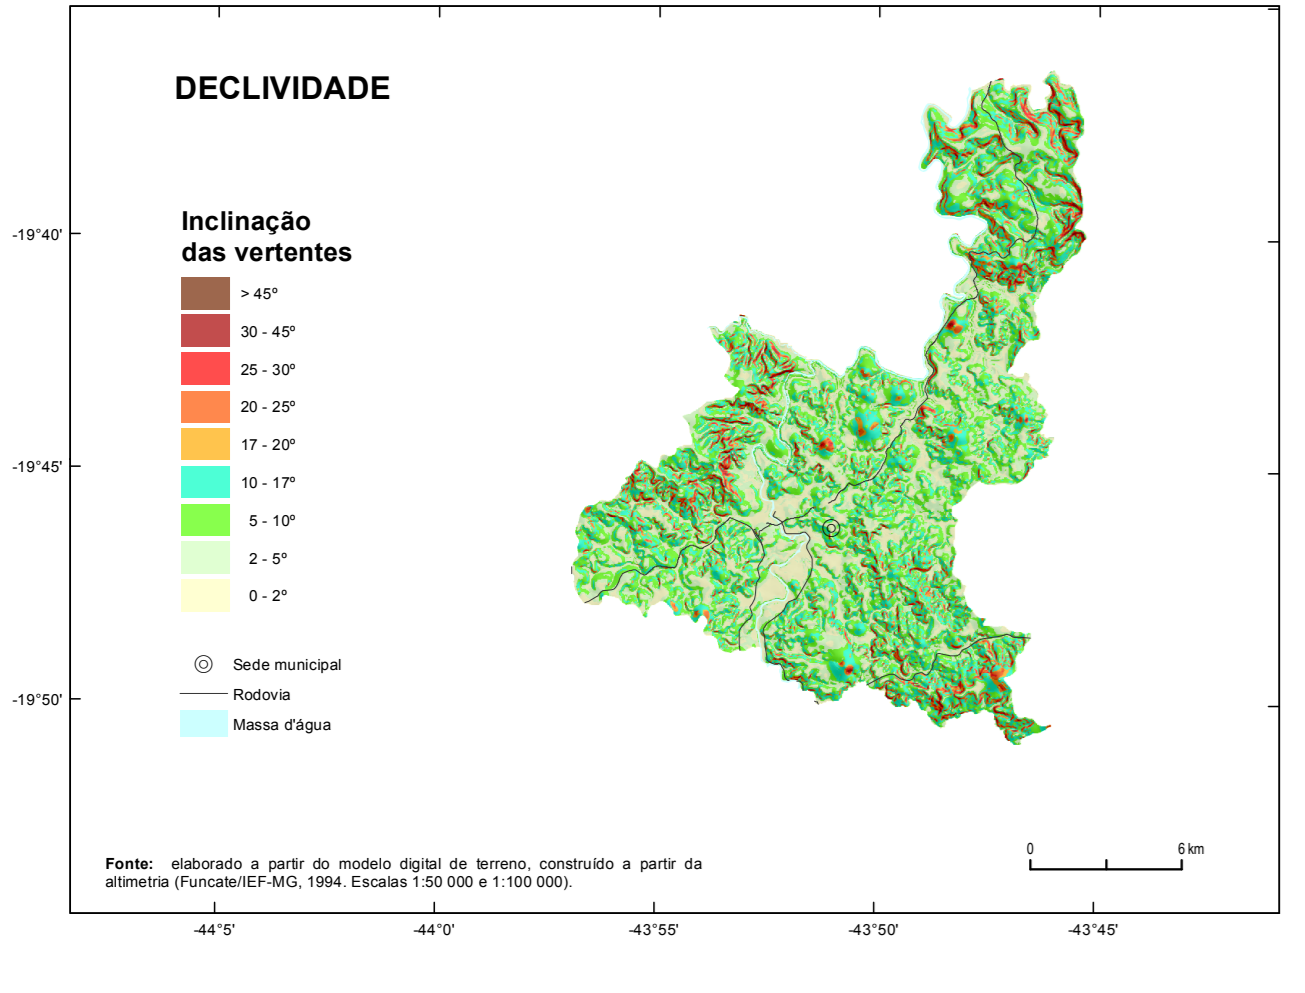 DECLIVIDADE
Inclinação
das vertentes
> 45º
30 - 45º
25 - 30º
20 - 25º
17 - 20º
10 - 17º
5 - 10º
2 - 5º
0 - 2º
Sede municipal
Rodovia
Massa d'água
-19°40'
-19°45'
-19°50'
Fonte: elaborado a partir do modelo digital de terreno, construído a partir da
altimetria (Funcate/IEF-MG, 1994. Escalas 1:50 000 e 1:100 000).
0 6 km
-44°5' -44°0' -43°55' -43°50' -43°45'